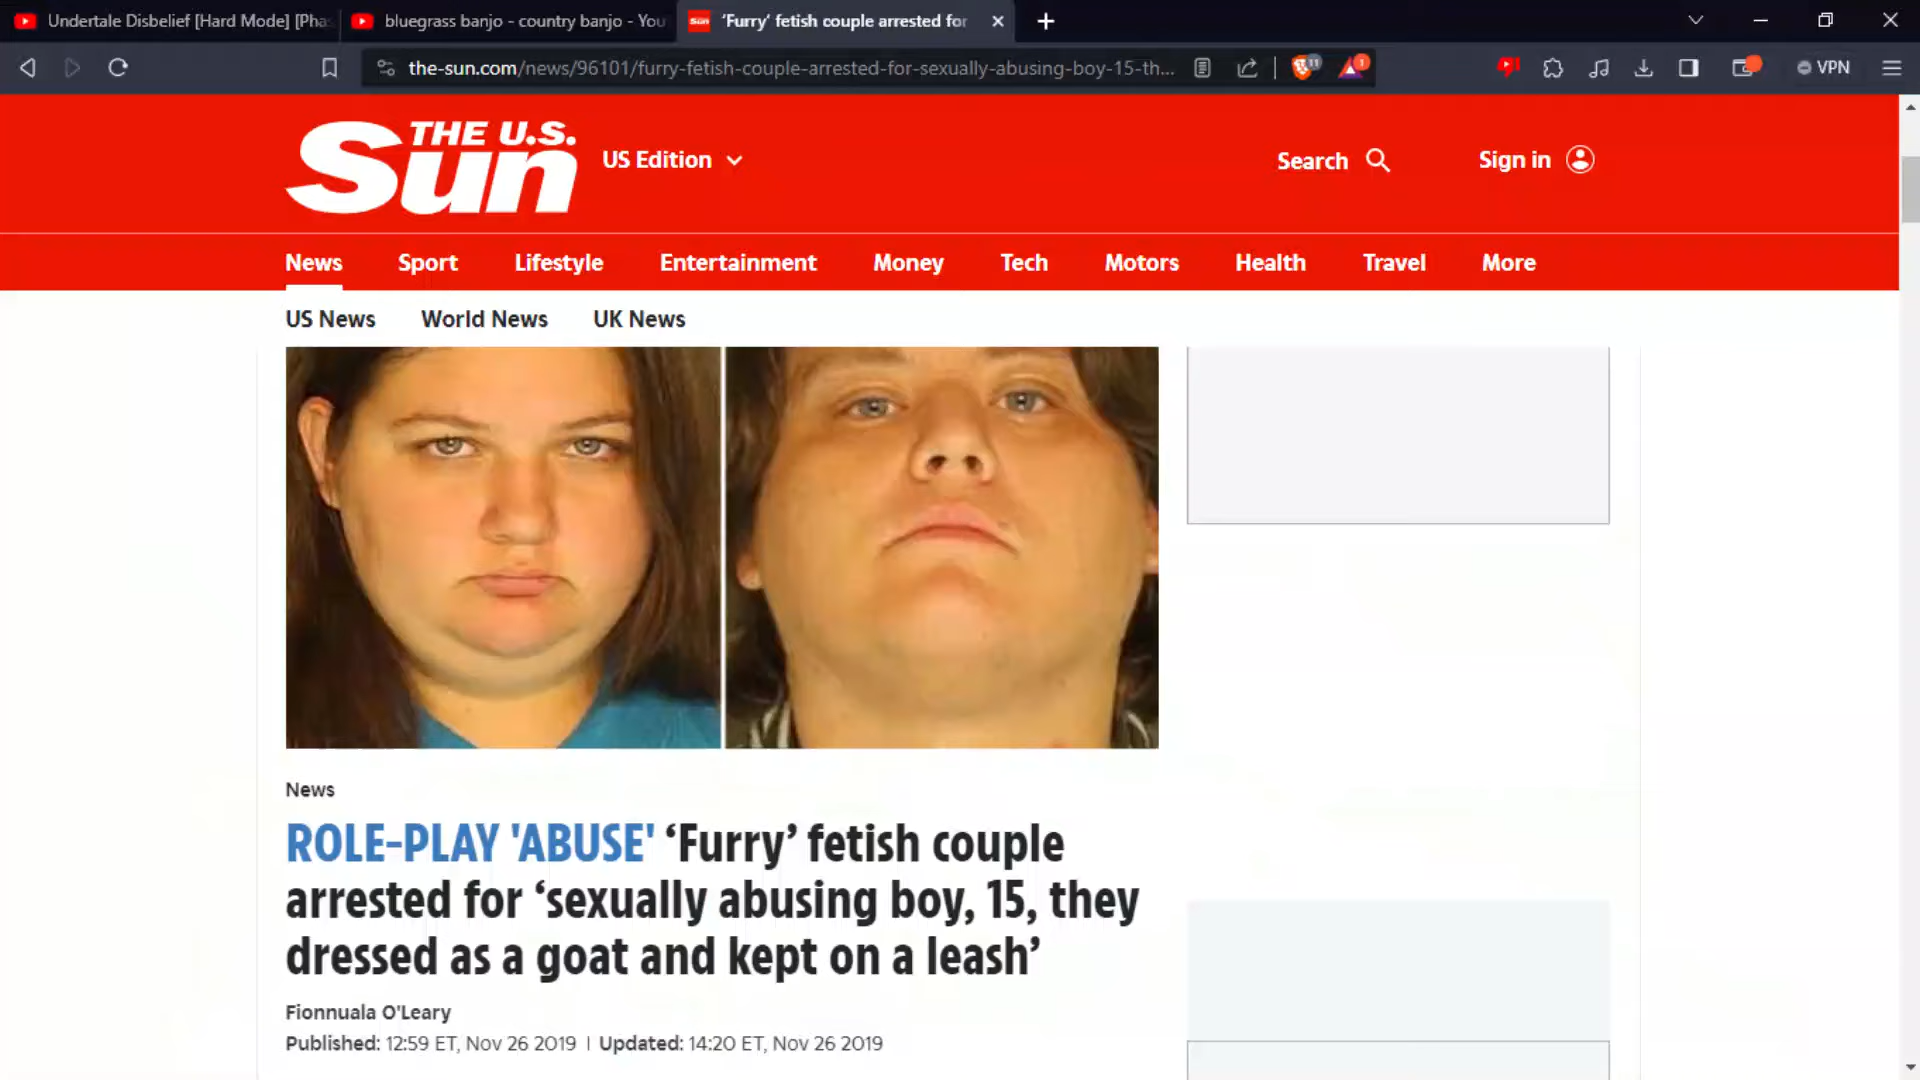 Undertale Disbelief [Hard Mode] [Pha
bluegrass banjo - country banjo - You
Sun
'Furry' fetish couple arrested for
the-sun.com/news/96101/furry-fetish-couple-arrested-for-sexually-abusing-boy-15-th...
11
1
VPN
THE U.S.
Sun
US Edition
Search
Sign in
News Sport Lifestyle Entertainment Money Tech Motors Health Travel More
US News World News UK News
News
ROLE-PLAY 'ABUSE' ‘Furry’ fetish couple
arrested for ‘sexually abusing boy, 15, they
dressed as a goat and kept on a leash’
Fionnuala O'Leary
Published: 12:59 ET, Nov 26 2019 | Updated: 14:20 ET, Nov 26 2019